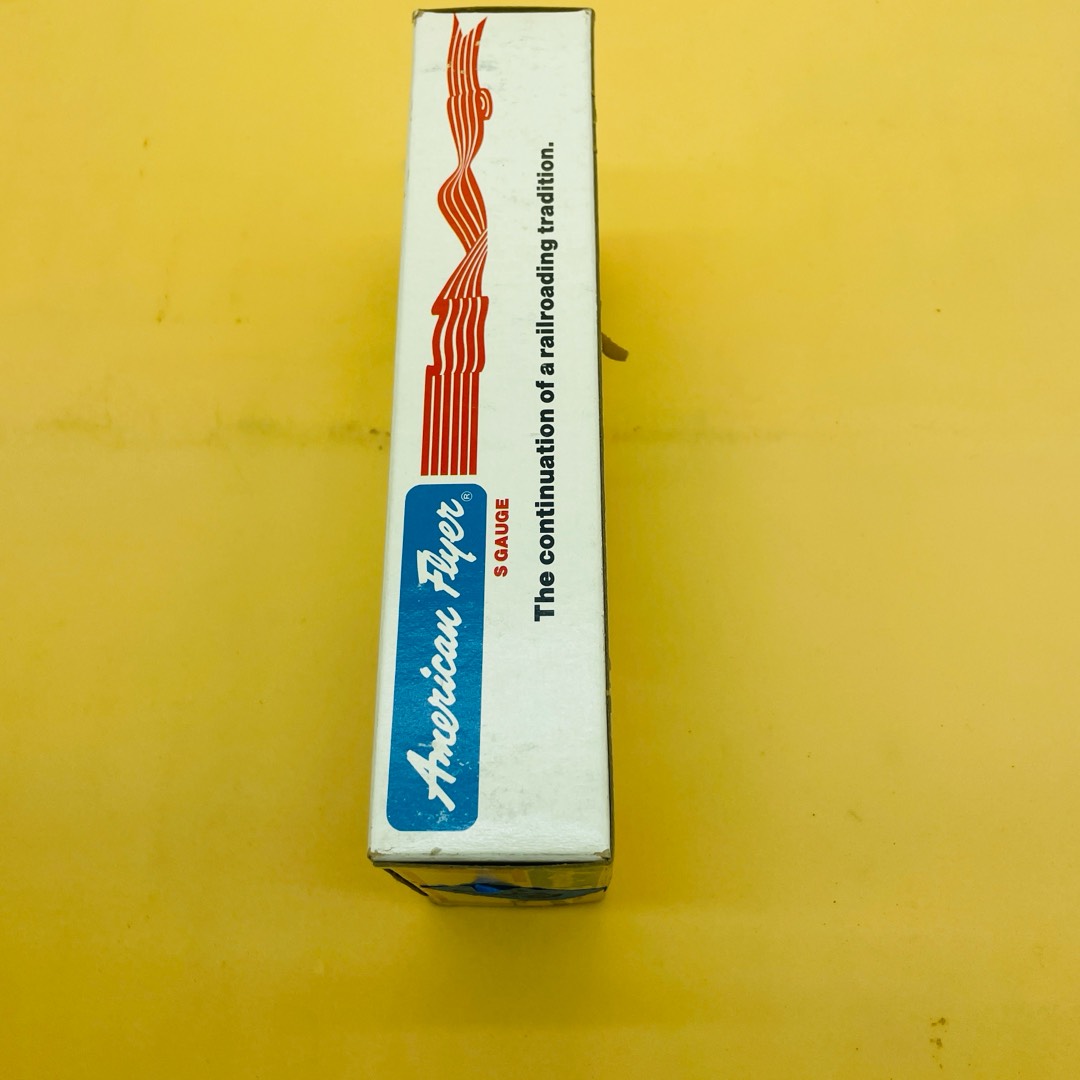 American Flyer®
S GAUGE
The continuation of a railroading tradition.